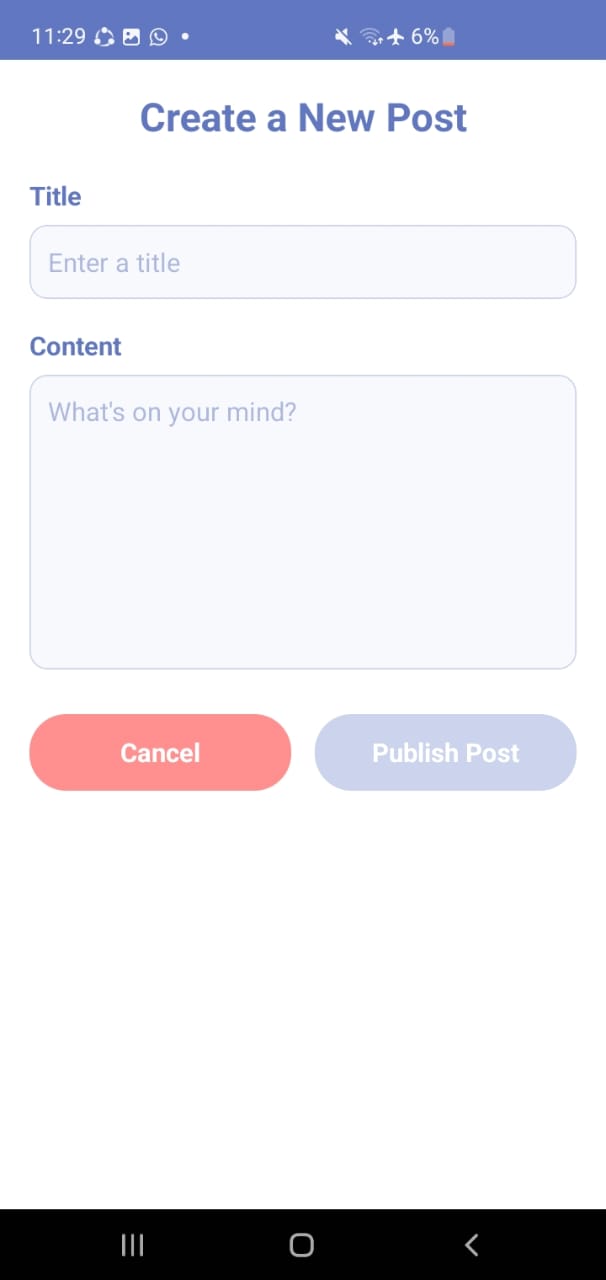 11:29 6%
Create a New Post
Title
Enter a title
Content
What's on your mind?
Cancel Publish Post